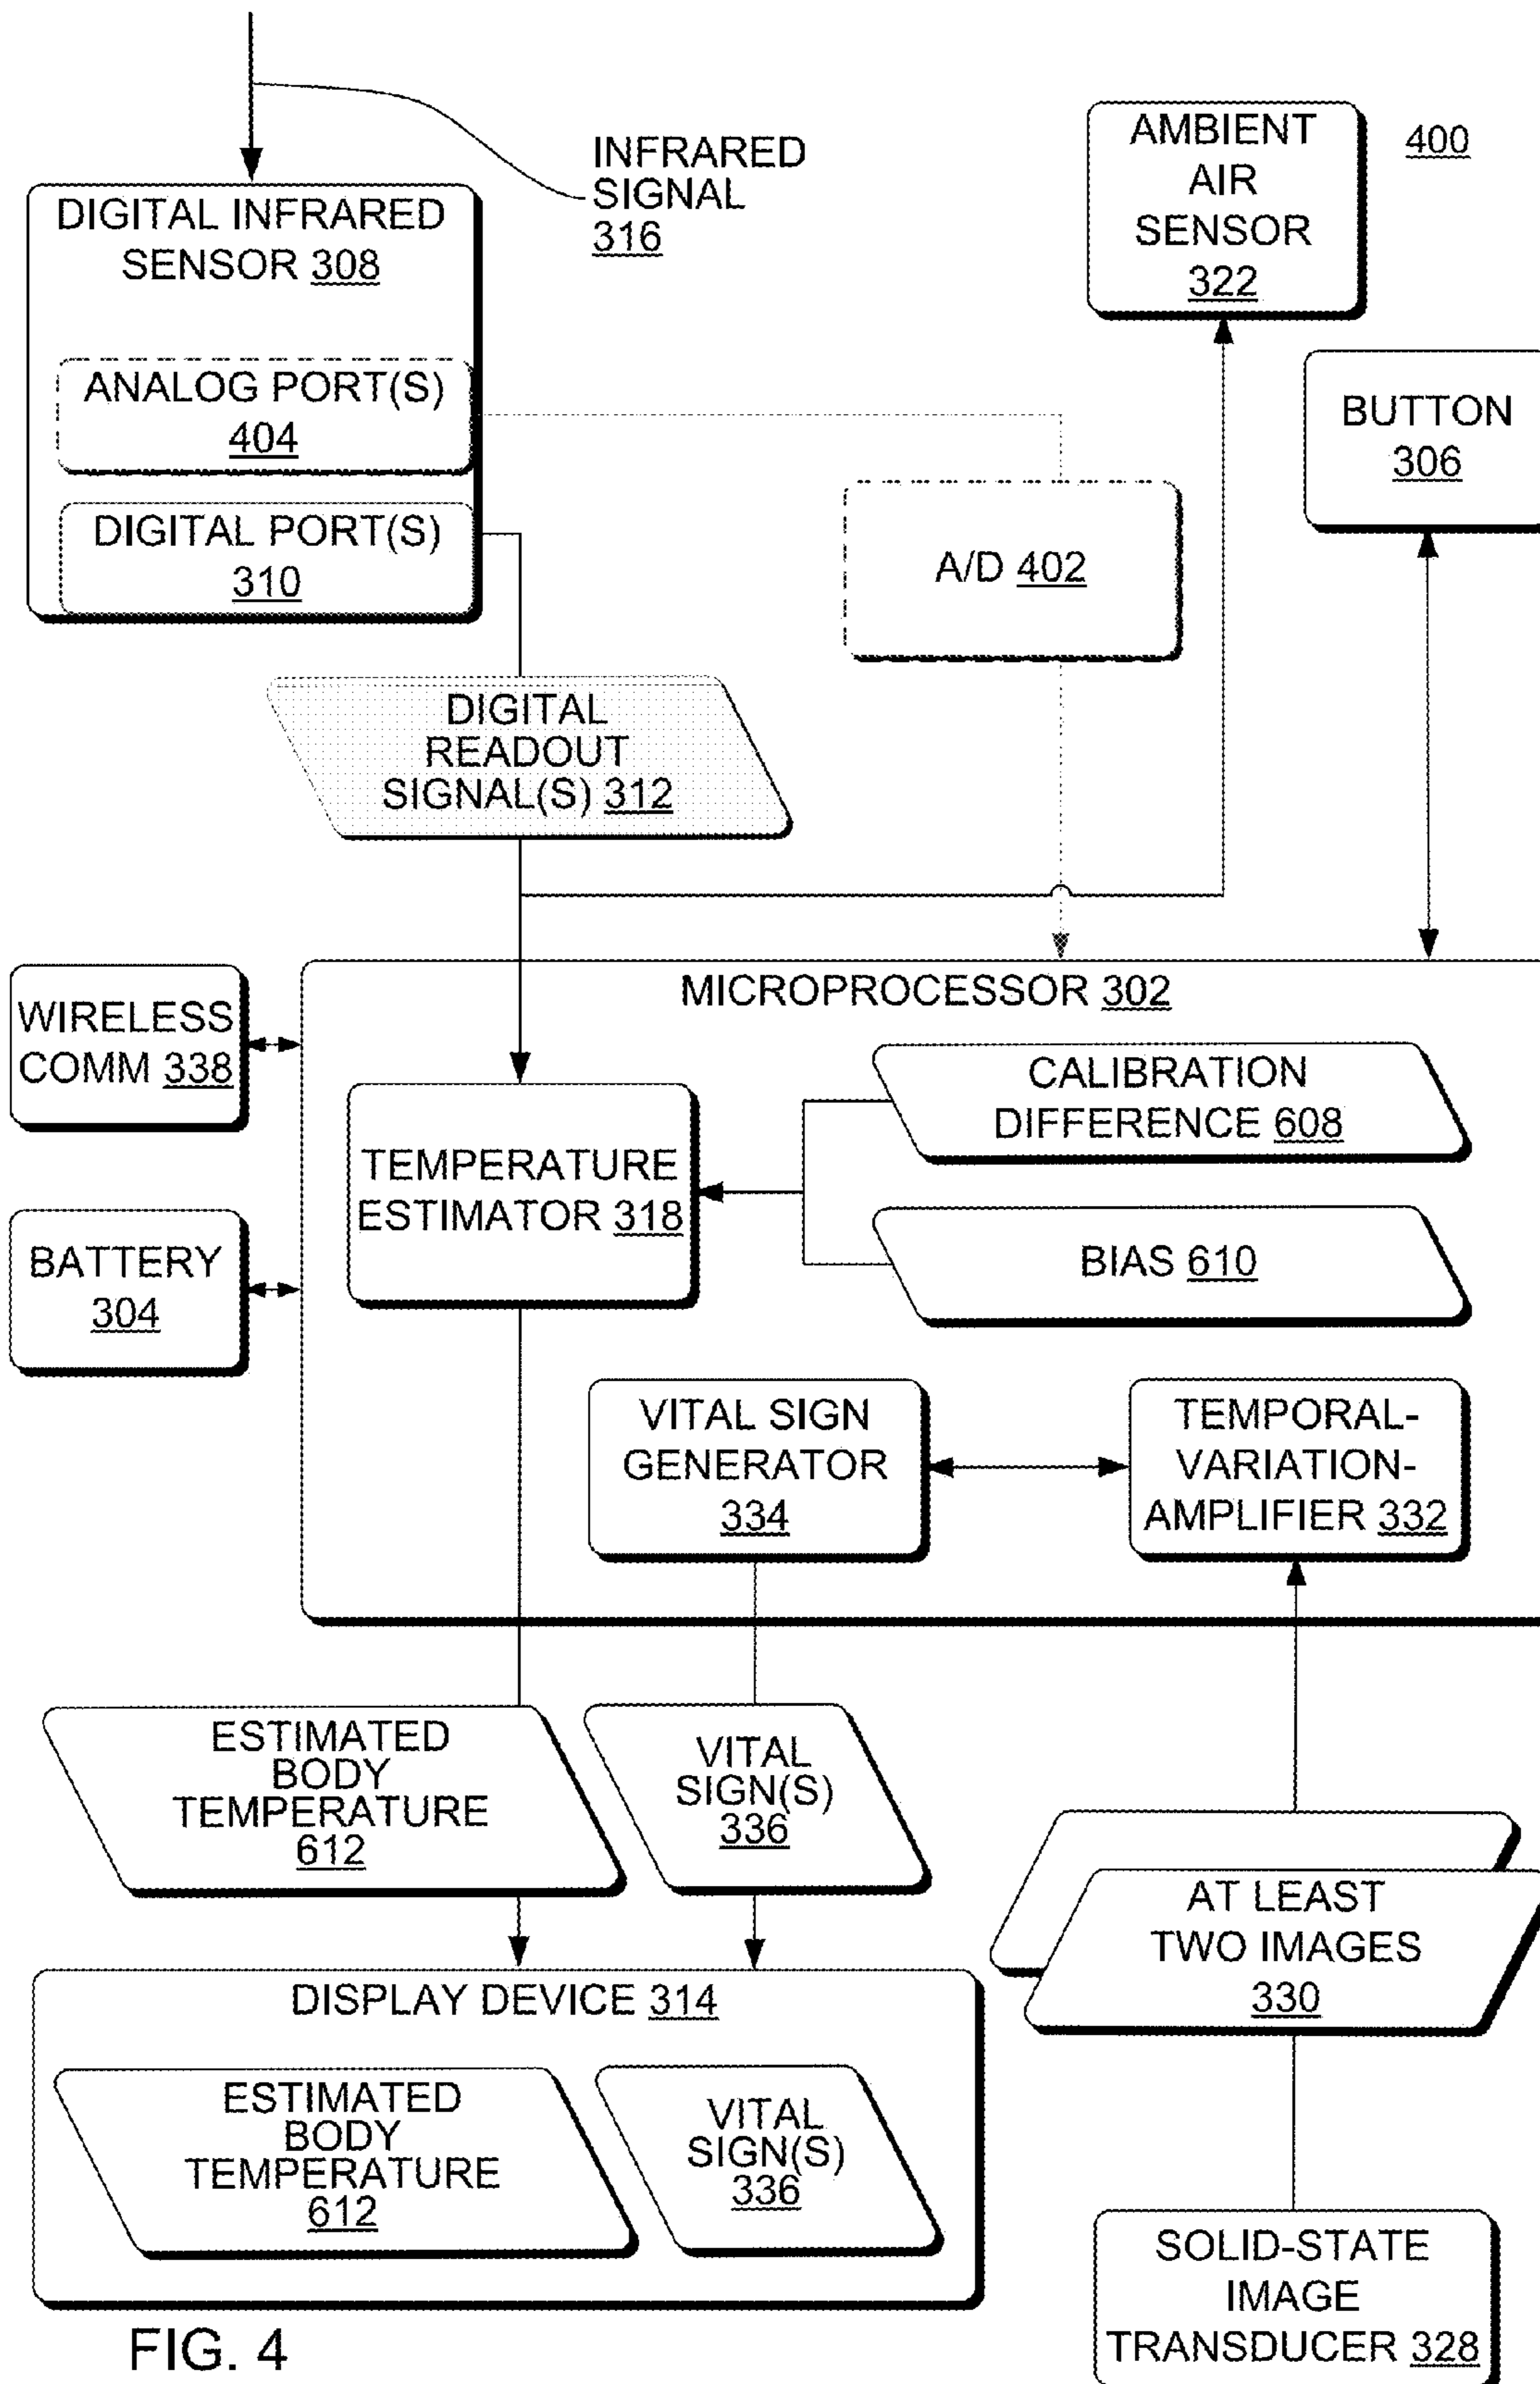 INFRARED
SIGNAL
316
AMBIENT
AIR
SENSOR
322
400
DIGITAL INFRARED
SENSOR 308
ANALOG PORT(S)
404
DIGITAL PORT(S)
310
BUTTON
306
A/D 402
DIGITAL
READOUT
SIGNAL(S) 312
WIRELESS
COMM 338
BATTERY
304
MICROPROCESSOR 302
CALIBRATION
DIFFERENCE 608
TEMPERATURE
ESTIMATOR 318
BIAS 610
VITAL SIGN
GENERATOR
334
TEMPORAL-
VARIATION-
AMPLIFIER 332
ESTIMATED
BODY
TEMPERATURE
612
VITAL
SIGN(S)
336
AT LEAST
TWO IMAGES
330
DISPLAY DEVICE 314
ESTIMATED
BODY
TEMPERATURE
612
VITAL
SIGN(S)
336
SOLID-STATE
IMAGE
TRANSDUCER 328
FIG. 4